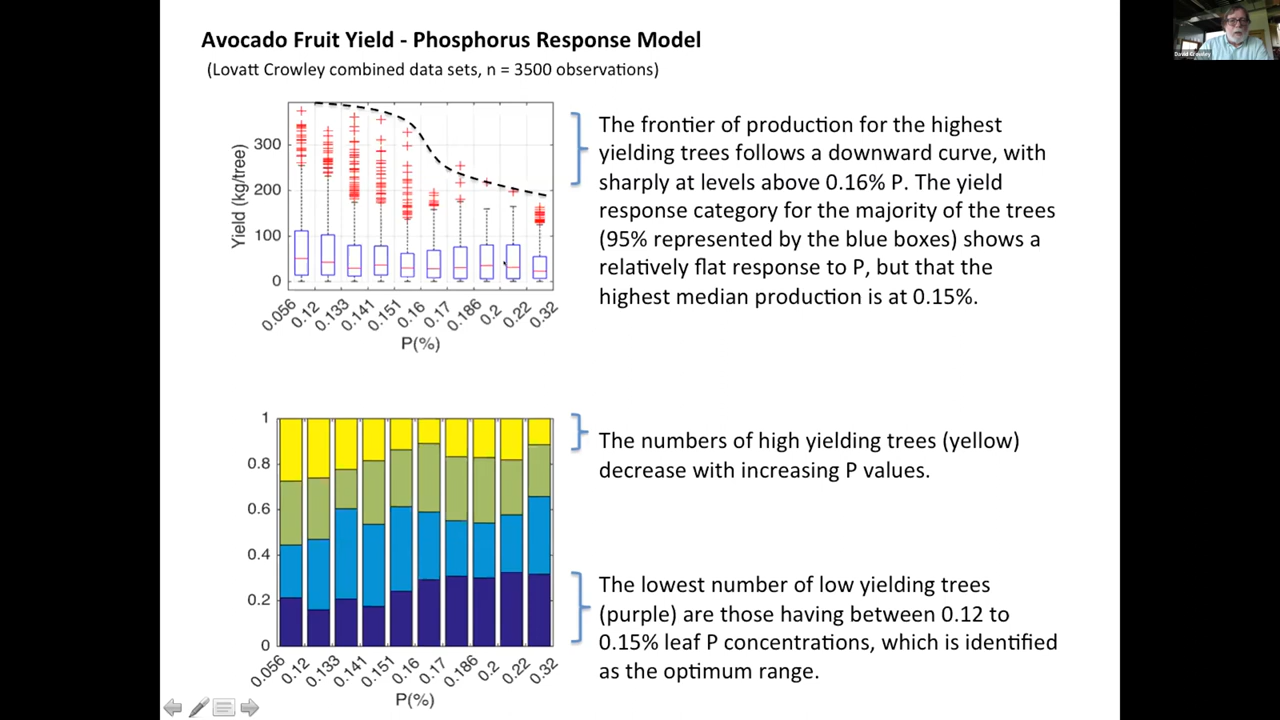 Avocado Fruit Yield - Phosphorus Response Model
(Lovatt Crowley combined data sets, n = 3500 observations)
David Crowley
300
200
100
0
Yield (kg/tree)
0.056
0.12
0.133
0.141
0.151
0.16
0.17
0.186
0.2
0.22
0.32
P(%)
The frontier of production for the highest
yielding trees follows a downward curve, with
sharply at levels above 0.16% P. The yield
response category for the majority of the trees
(95% represented by the blue boxes) shows a
relatively flat response to P, but that the
highest median production is at 0.15%.
1
0.8
0.6
0.4
0.2
0
0.056
0.12
0.133
0.141
0.151
0.16
0.17
0.186
0.2
0.22
0.32
P(%)
The numbers of high yielding trees (yellow)
decrease with increasing P values.
The lowest number of low yielding trees
(purple) are those having between 0.12 to
0.15% leaf P concentrations, which is identified
as the optimum range.